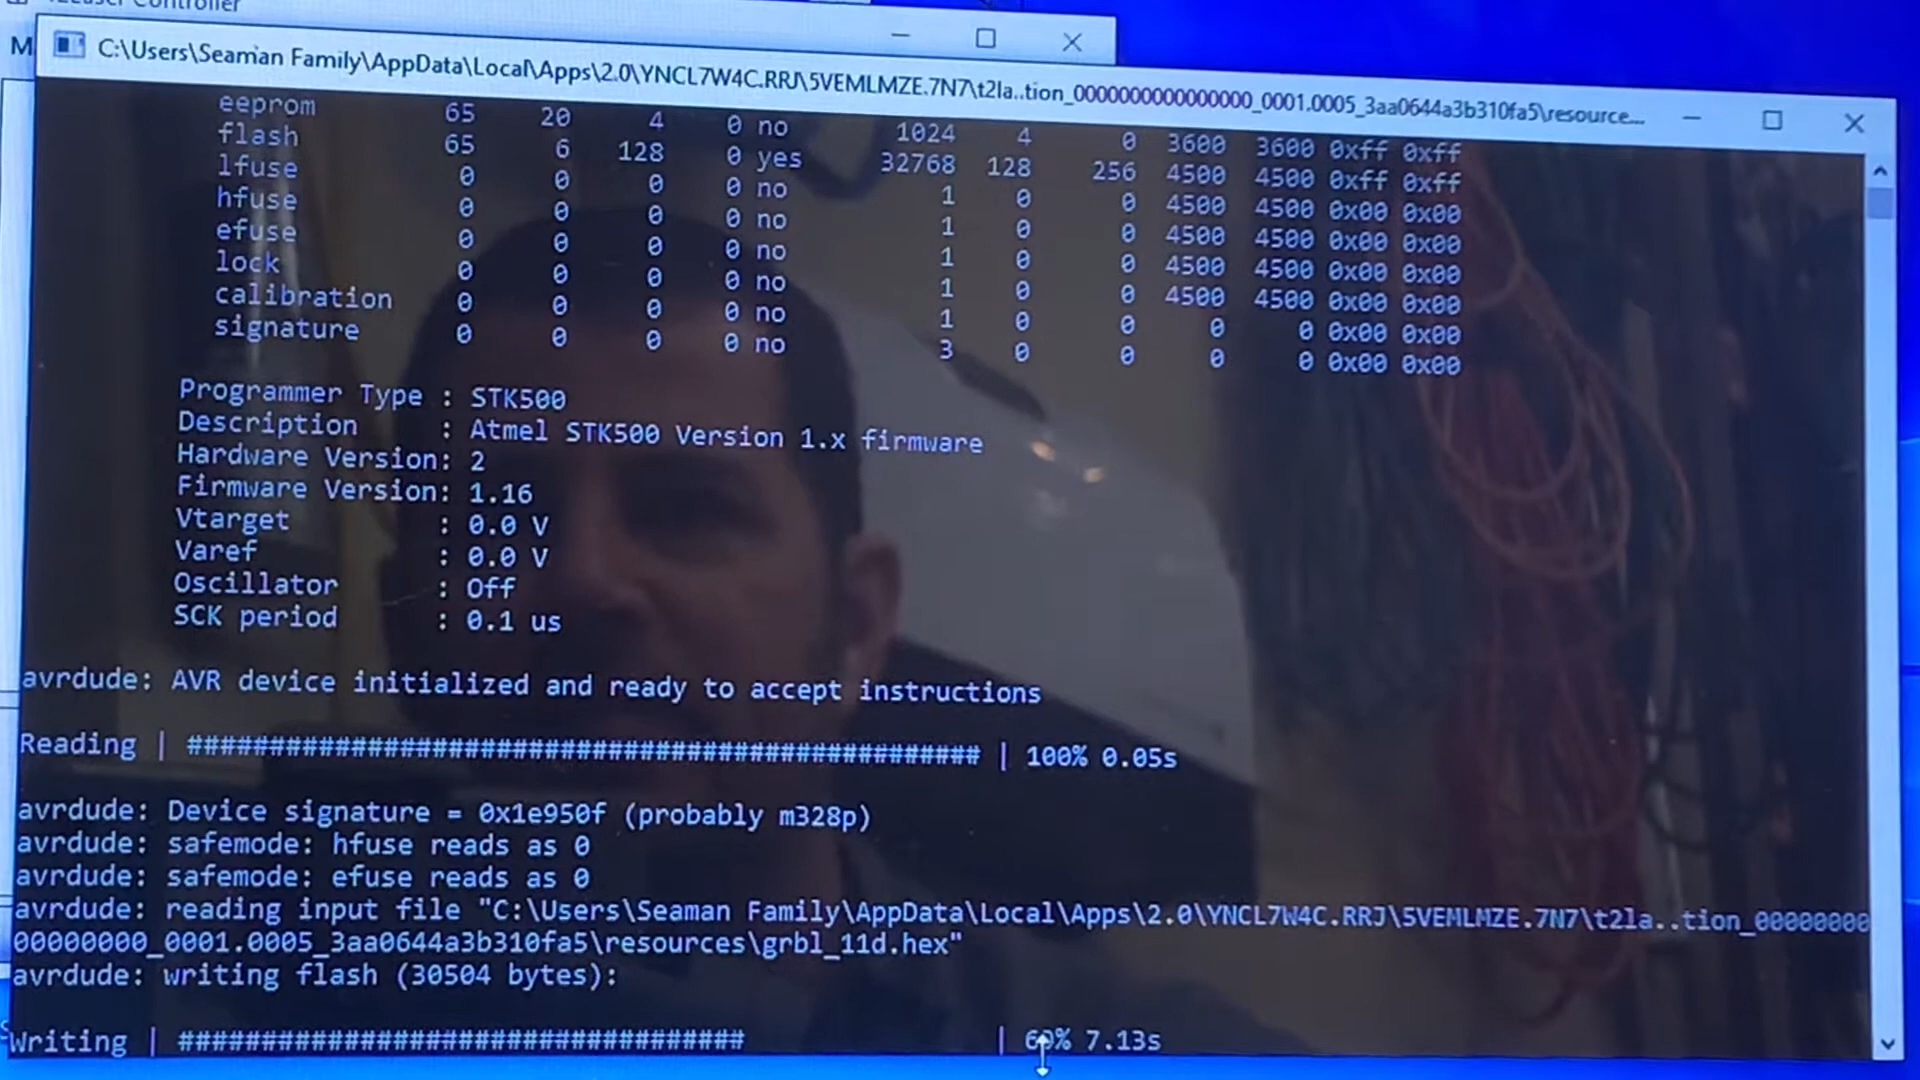 Controller
M
C:\Users\Seaman Family\AppData\Local\Apps\2.0\YNCL7W4C.RRJ\5VEMLMZE.7N7\t2la..tion_0000000000000000_0001.0005_3aa0644a3b310fa5\resource...
eeprom 65 20 4 0 no 1024 4 0 3600 3600 0xff 0xff
flash 65 6 128 0 yes 32768 128 256 4500 4500 0xff 0xff
lfuse 0 0 0 0 no 1 0 0 4500 4500 0x00 0x00
hfuse 0 0 0 0 no 1 0 0 4500 4500 0x00 0x00
efuse 0 0 0 0 no 1 0 0 4500 4500 0x00 0x00
lock 0 0 0 0 no 1 0 0 4500 4500 0x00 0x00
calibration 0 0 0 0 no 1 0 0 0 0 0x00 0x00
signature 0 0 0 0 no 3 0 0 0 0 0x00 0x00
Programmer Type : STK500
Description : Atmel STK500 Version 1.x firmware
Hardware Version: 2
Firmware Version: 1.16
Vtarget : 0.0 V
Varef : 0.0 V
Oscillator : Off
SCK period : 0.1 us
avrdude: AVR device initialized and ready to accept instructions
Reading | ################################################## | 100% 0.05s
avrdude: Device signature = 0x1e950f (probably m328p)
avrdude: safemode: hfuse reads as 0
avrdude: safemode: efuse reads as 0
avrdude: reading input file "C:\Users\Seaman Family\AppData\Local\Apps\2.0\YNCL7W4C.RRJ\5VEMLMZE.7N7\t2la..tion_00000000
00000000_0001.0005_3aa0644a3b310fa5\resources\grbl_11d.hex"
avrdude: writing flash (30504 bytes):
Writing | ################################## | 7.13s